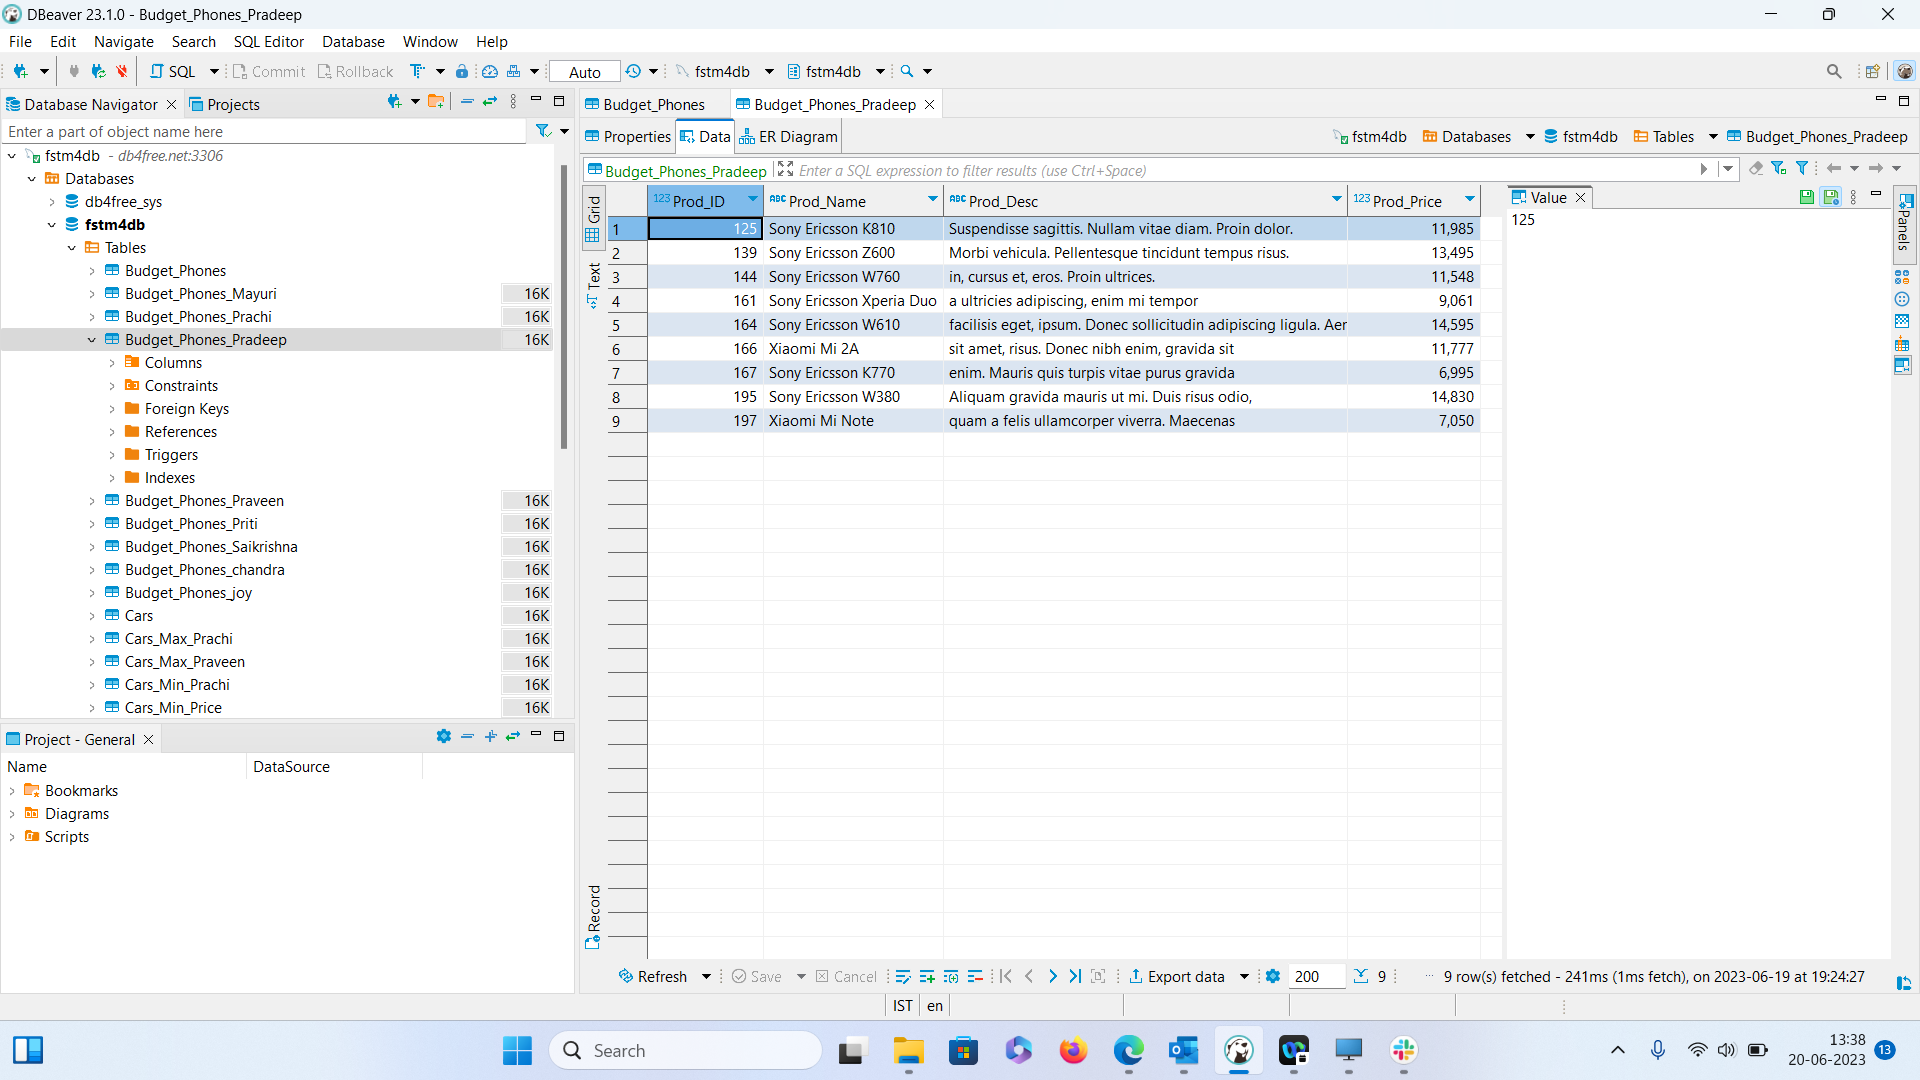 DBeaver 23.1.0 - Budget_Phones_Pradeep
File Edit Navigate Search SQL Editor Database Window Help
SQL Commit Rollback Auto fstm4db fstm4db
Database Navigator Projects
Enter a part of object name here
fstm4db - db4free.net:3306
Databases
db4free_sys
fstm4db
Tables
Budget_Phones
Budget_Phones_Mayuri 16K
Budget_Phones_Prachi 16K
Budget_Phones_Pradeep 16K
Columns
Constraints
Foreign Keys
References
Triggers
Indexes
Budget_Phones_Praveen 16K
Budget_Phones_Priti 16K
Budget_Phones_Saikrishna 16K
Budget_Phones_chandra 16K
Budget_Phones_joy 16K
Cars 16K
Cars_Max_Prachi 16K
Cars_Max_Praveen 16K
Cars_Min_Prachi 16K
Cars_Min_Price 16K
Project - General
Name DataSource
Bookmarks
Diagrams
Scripts
Budget_Phones Budget_Phones_Pradeep
Properties Data ER Diagram fstm4db Databases fstm4db Tables Budget_Phones_Pradeep
Budget_Phones_Pradeep Enter a SQL expression to filter results (use Ctrl+Space)
Grid
Text
Record
123 Prod_ID ABC Prod_Name ABC Prod_Desc 123 Prod_Price
1 125 Sony Ericsson K810 Suspendisse sagittis. Nullam vitae diam. Proin dolor. 11,985
2 139 Sony Ericsson Z600 Morbi vehicula. Pellentesque tincidunt tempus risus. 13,495
3 144 Sony Ericsson W760 in, cursus et, eros. Proin ultrices. 11,548
4 161 Sony Ericsson Xperia Duo a ultricies adipiscing, enim mi tempor 9,061
5 164 Sony Ericsson W610 facilisis eget, ipsum. Donec sollicitudin adipiscing ligula. Aer 14,595
6 166 Xiaomi Mi 2A sit amet, risus. Donec nibh enim, gravida sit 11,777
7 167 Sony Ericsson K770 enim. Mauris quis turpis vitae purus gravida 6,995
8 195 Sony Ericsson W380 Aliquam gravida mauris ut mi. Duis risus odio, 14,830
9 197 Xiaomi Mi Note quam a felis ullamcorper viverra. Maecenas 7,050
Value
125
Panels
Refresh Save Cancel Export data 200 9 ... 9 row(s) fetched - 241ms (1ms fetch), on 2023-06-19 at 19:24:27
IST en
Search
13:38
20-06-2023
13